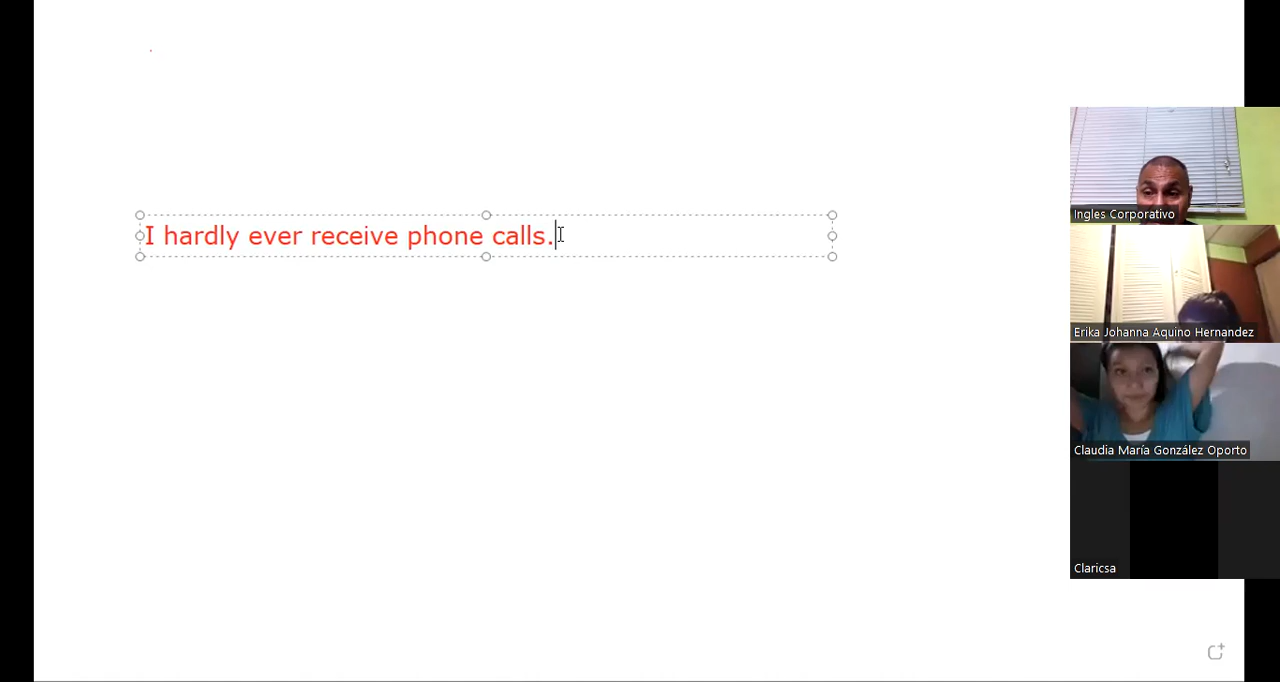 I hardly ever receive phone calls.
Ingles Corporativo
Erika Johanna Aquino Hernandez
Claudia María González Oporto
Claricsa